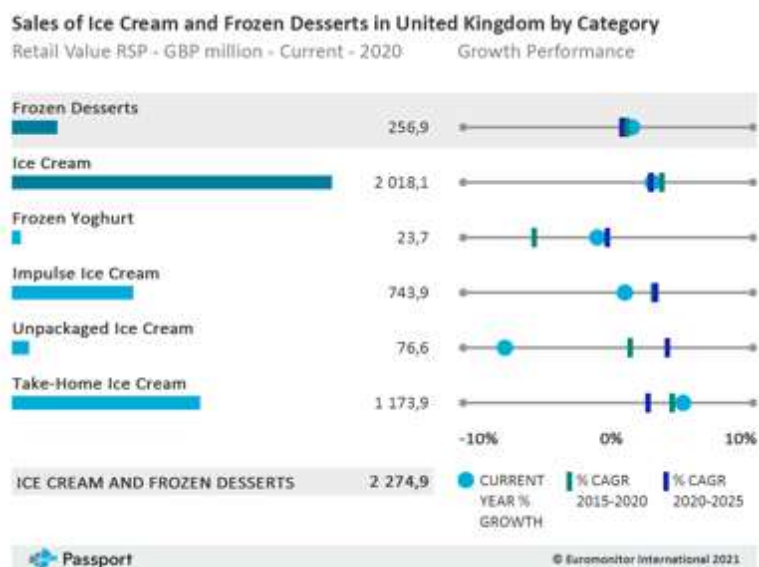 Sales of Ice Cream and Frozen Desserts in United Kingdom by Category
Retail Value RSP - GBP million - Current - 2020 Growth Performance
Frozen Desserts
256,9
Ice Cream
2 018,1
Frozen Yoghurt
23,7
Impulse Ice Cream
743,9
Unpackaged Ice Cream
76,6
Take-Home Ice Cream
1 173,9
-10% 0% 10%
ICE CREAM AND FROZEN DESSERTS 2 274,9
CURRENT
YEAR %
GROWTH
% CAGR
2015-2020
% CAGR
2020-2025
Passport
© Euromonitor International 2021